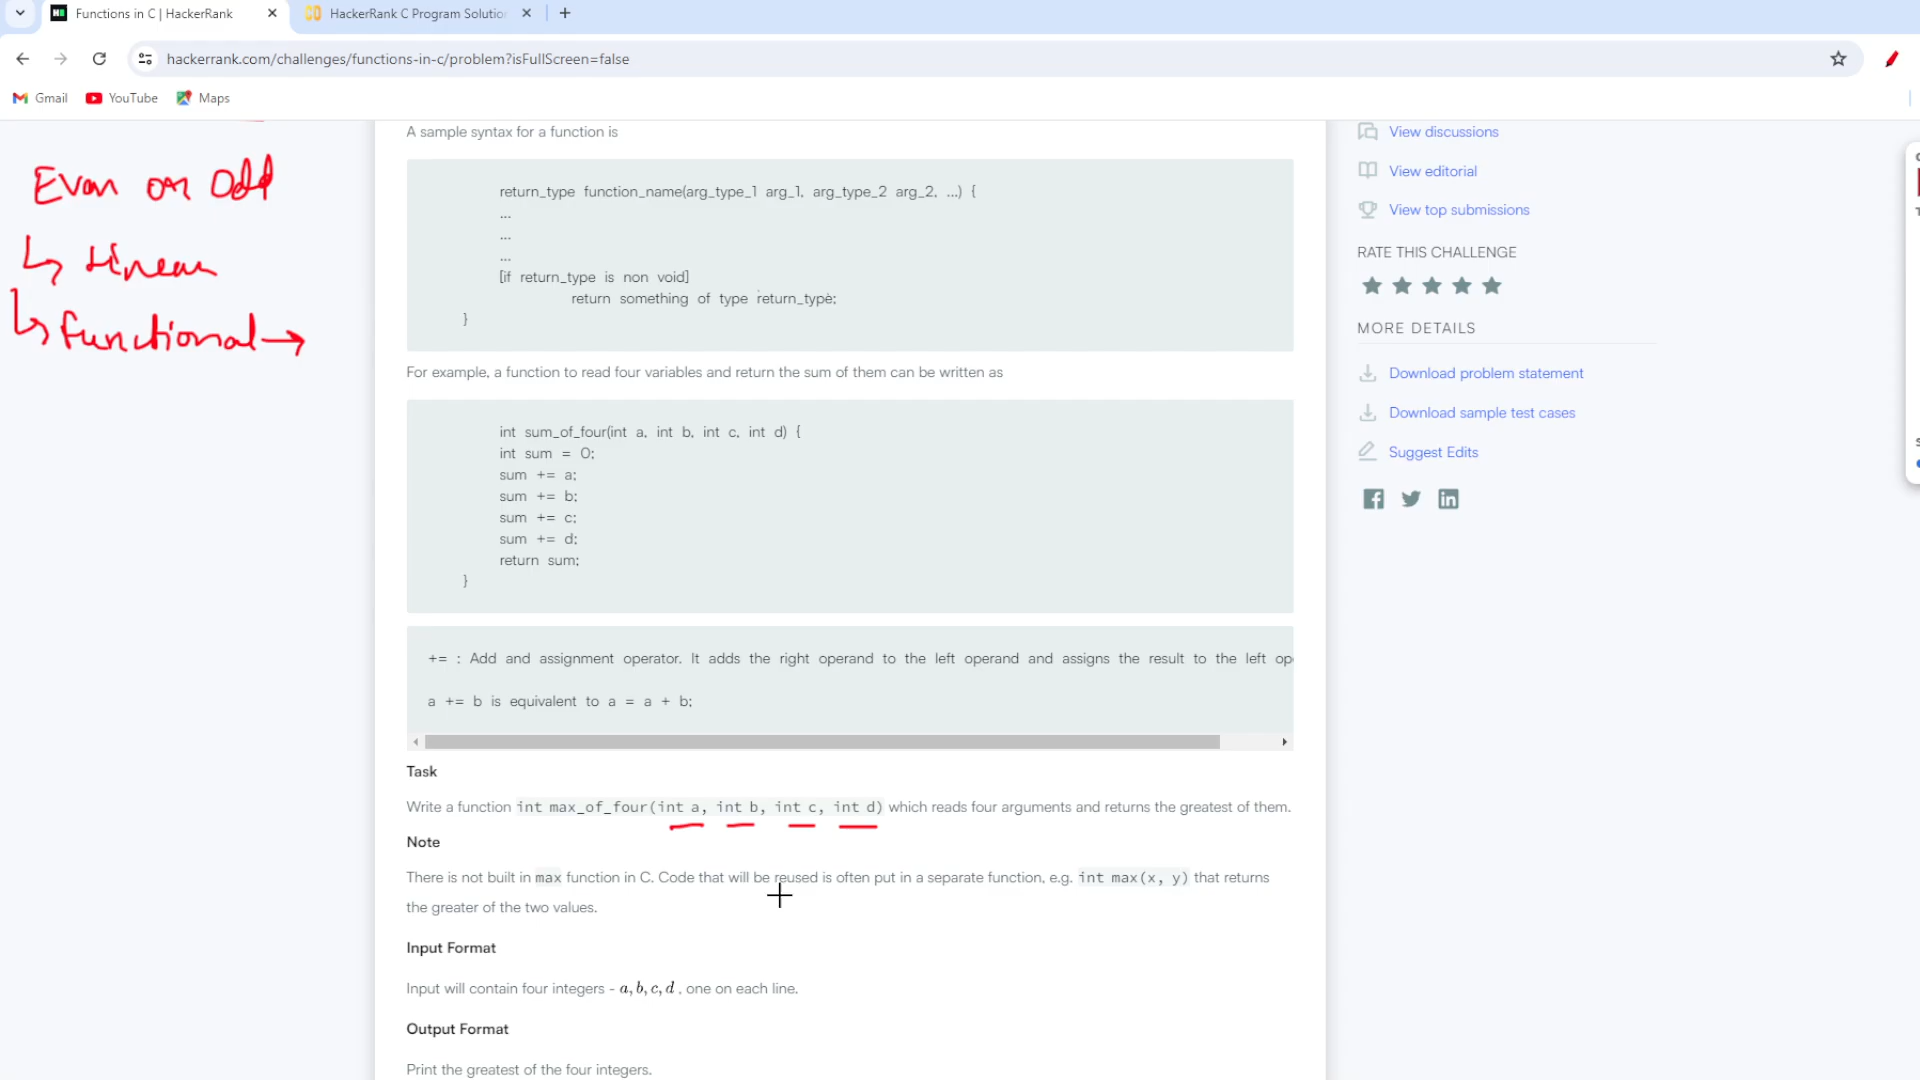 Functions in C | HackerRank
HackerRank C Program Solution
hackerrank.com/challenges/functions-in-c/problem?isFullScreen=false
Gmail
YouTube
Maps
Even or Odd
↳ Linear
↳ Functional →
A sample syntax for a function is
return_type function_name(arg_type_1 arg_1, arg_type_2 arg_2, ...) {
...
...
...
[if return_type is non void]
return something of type `return_type`;
}
For example, a function to read four variables and return the sum of them can be written as
int sum_of_four(int a, int b, int c, int d) {
int sum = 0;
sum += a;
sum += b;
sum += c;
sum += d;
return sum;
}
+= : Add and assignment operator. It adds the right operand to the left operand and assigns the result to the left op
a += b is equivalent to a = a + b;
Task
Write a function int max_of_four(int a, int b, int c, int d) which reads four arguments and returns the greatest of them.
Note
There is not built in max function in C. Code that will be reused is often put in a separate function, e.g. int max(x, y) that returns
the greater of the two values.
Input Format
Input will contain four integers - a, b, c, d , one on each line.
Output Format
Print the greatest of the four integers.
View discussions
View editorial
View top submissions
RATE THIS CHALLENGE
MORE DETAILS
Download problem statement
Download sample test cases
Suggest Edits